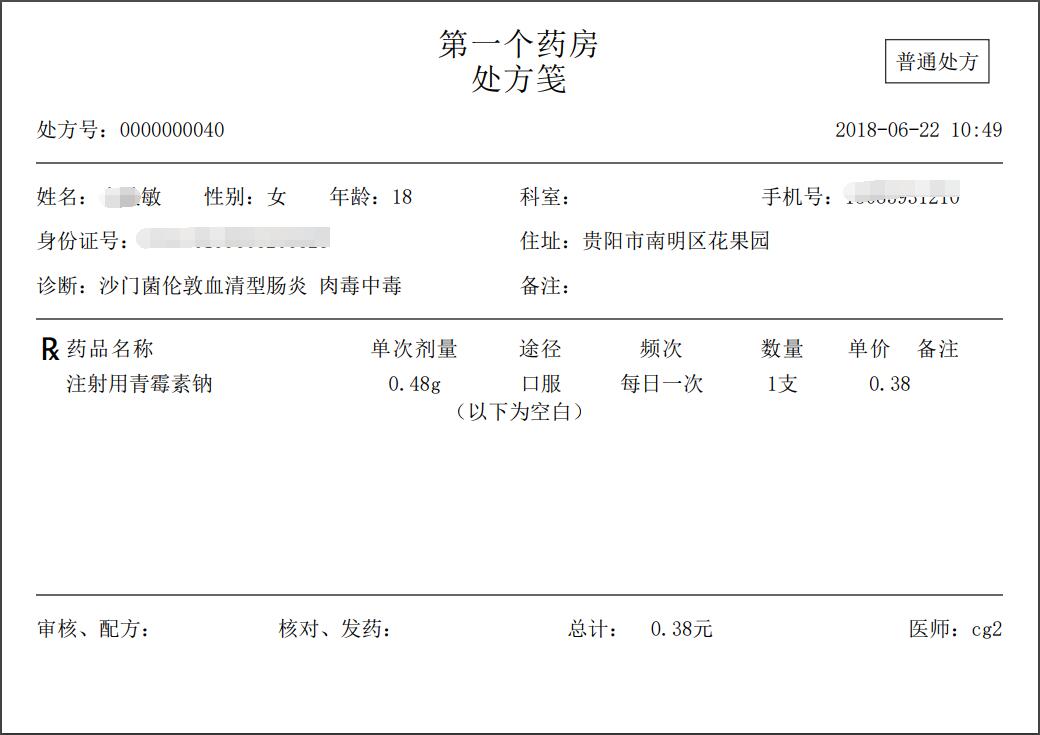 第一个药房
处方笺
普通处方
处方号：0000000040 2018-06-22 10:49
姓名： 敏 性别：女 年龄：18 科室： 手机号：
身份证号： 住址：贵阳市南明区花果园
诊断：沙门菌伦敦血清型肠炎 肉毒中毒 备注：
℞ 药品名称 单次剂量 途径 频次 数量 单价 备注
注射用青霉素钠 0.48g 口服 每日一次 1支 0.38
（以下为空白）
审核、配方： 核对、发药： 总计： 0.38元 医师：cg2